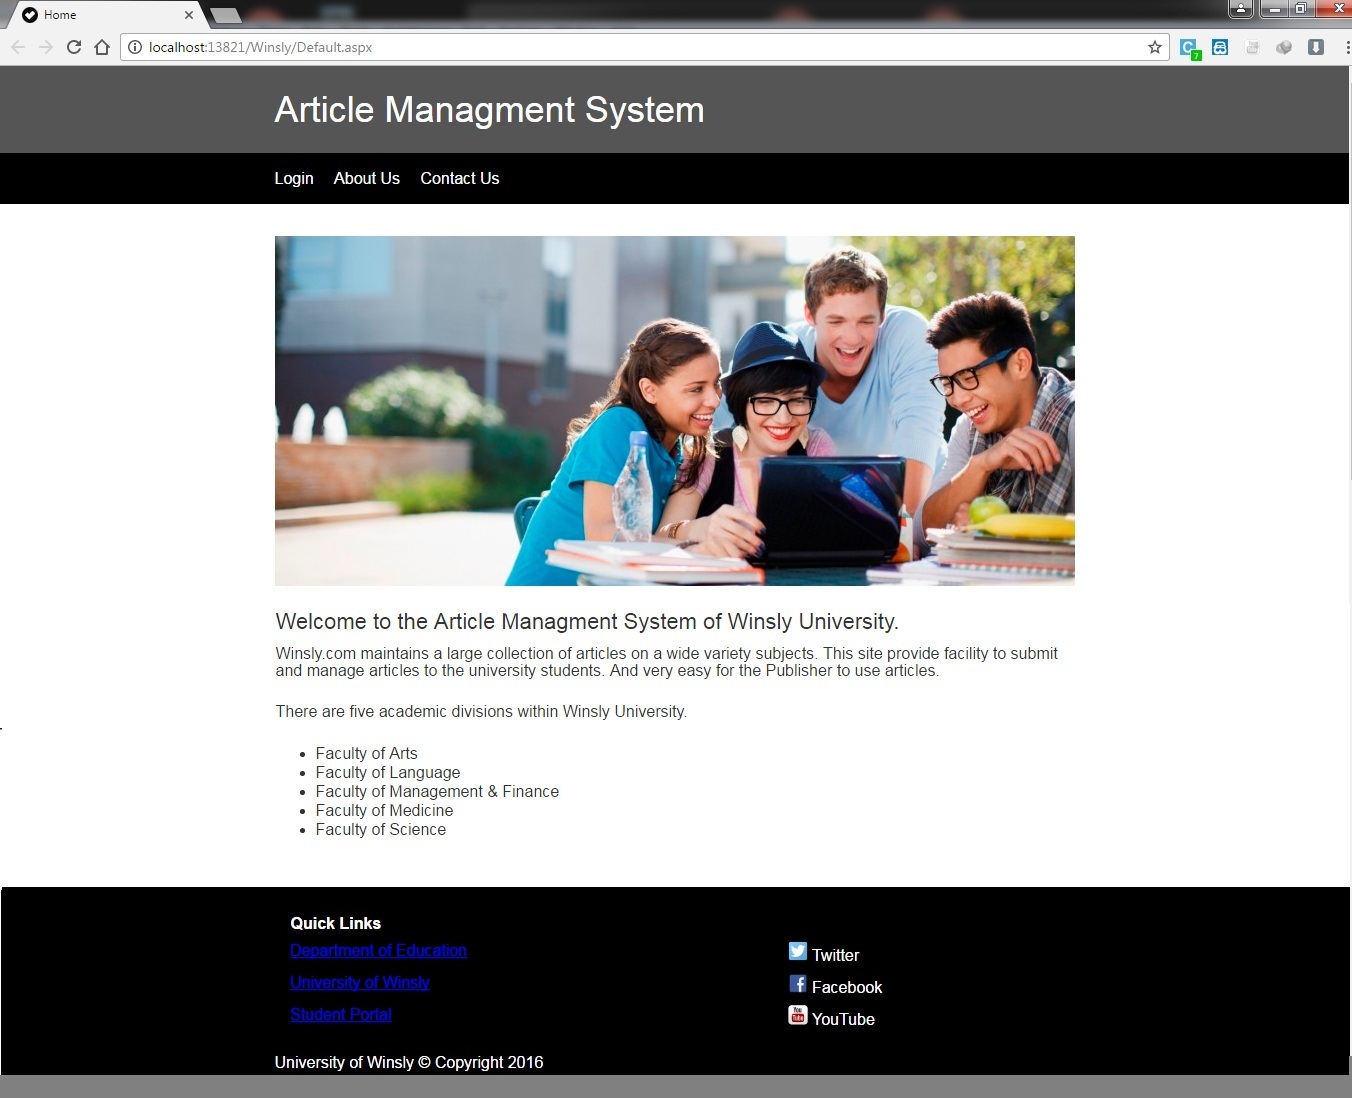 Home
localhost:13821/Winsly/Default.aspx
7
Article Managment System
Login About Us Contact Us
Welcome to the Article Managment System of Winsly University.
Winsly.com maintains a large collection of articles on a wide variety subjects. This site provide facility to submit
and manage articles to the university students. And very easy for the Publisher to use articles.
There are five academic divisions within Winsly University.
• Faculty of Arts
• Faculty of Language
• Faculty of Management & Finance
• Faculty of Medicine
• Faculty of Science
Quick Links
Department of Education
University of Winsly
Student Portal
Twitter
Facebook
You Tube YouTube
University of Winsly © Copyright 2016